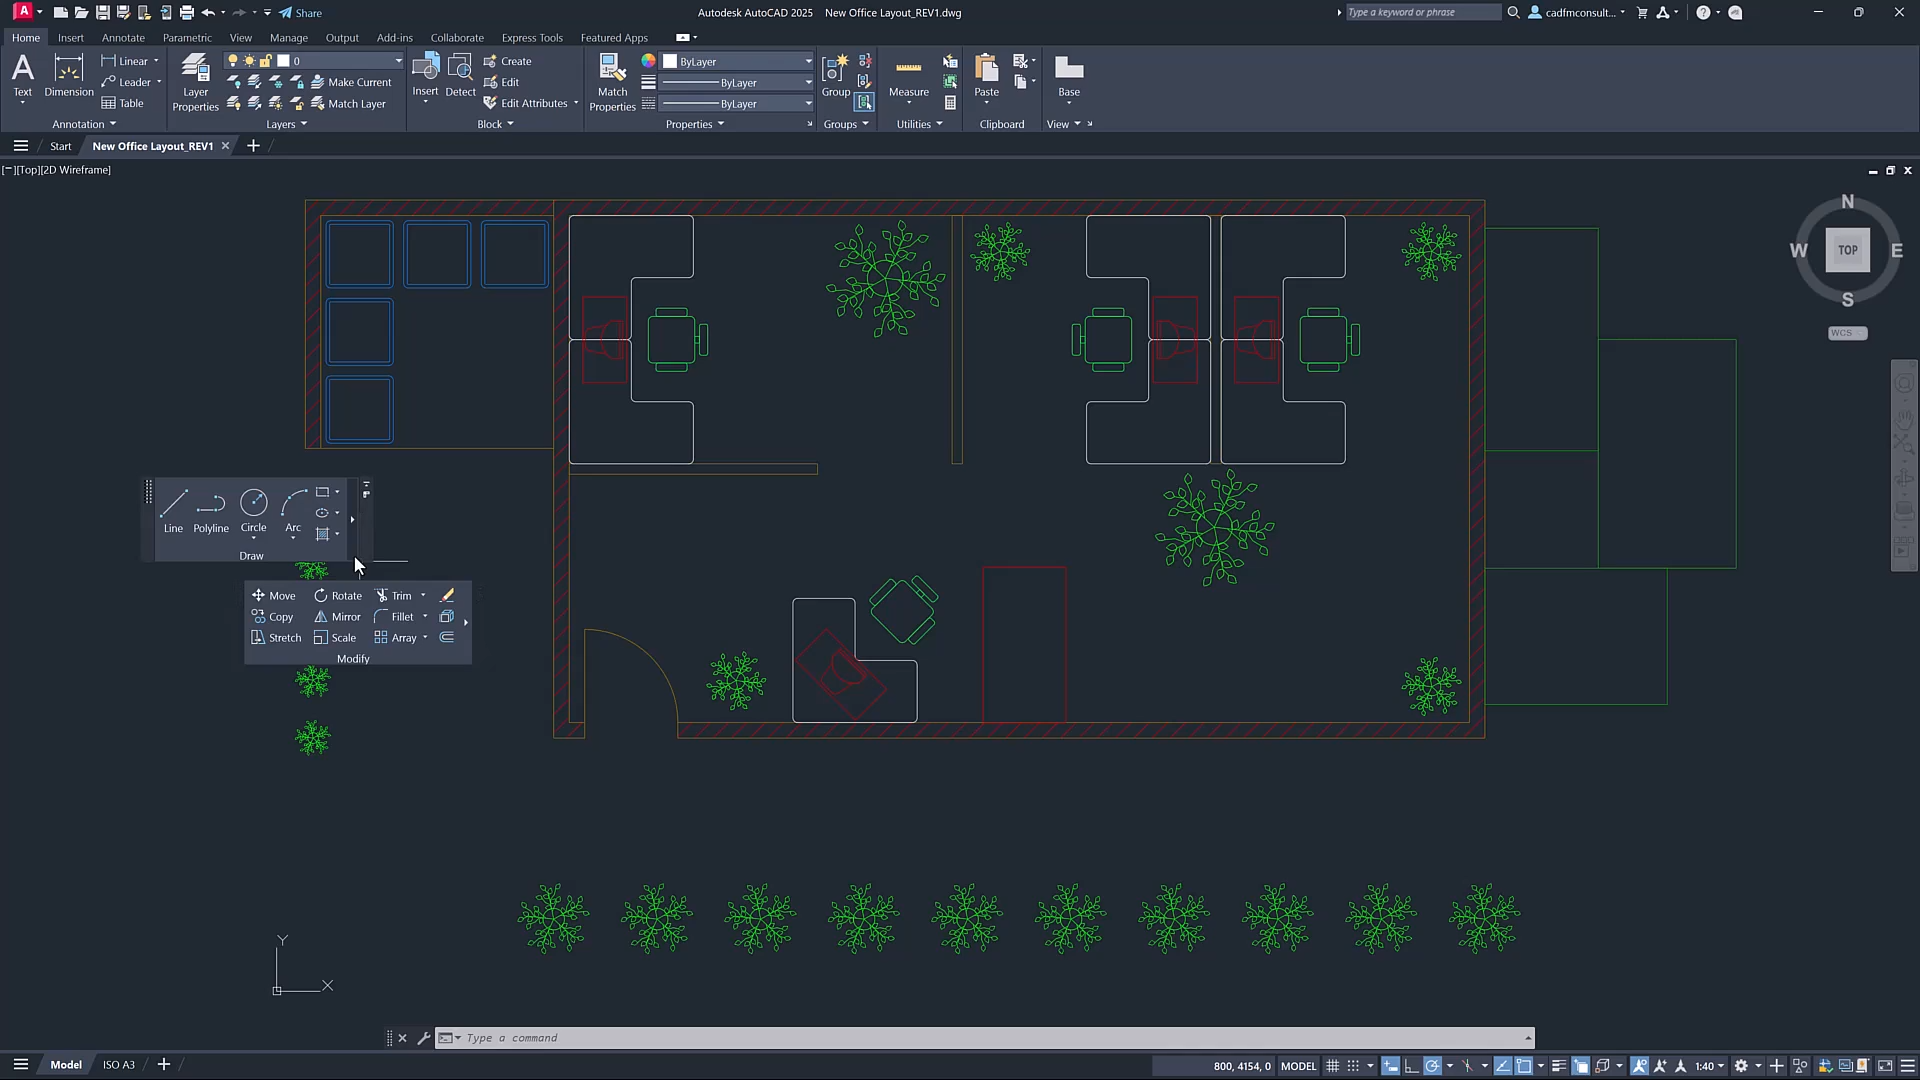 A
Share
Autodesk AutoCAD 2025 New Office Layout_REV1.dwg
Type a keyword or phrase
cadfmconsult...
Home Insert Annotate Parametric View Manage Output Add-ins Collaborate Express Tools Featured Apps
A
Text
Dimension
Linear
Leader
Table
Annotation
Layer
Properties
0
Make Current
Match Layer
Layers
Insert
Detect
Create
Edit
Edit Attributes
Block
Match
Properties
ByLayer
ByLayer
ByLayer
Properties
Group
Groups
Measure
Utilities
Paste
Clipboard
Base
View
Start
New Office Layout_REV1
[−][Top][2D Wireframe]
N
W TOP E
S
WCS
Line Polyline Circle Arc
Draw
Move Rotate Trim
Copy Mirror Fillet
Stretch Scale Array
Modify
Y
X
Type a command
Model ISO A3
800, 4154, 0 MODEL
1:40